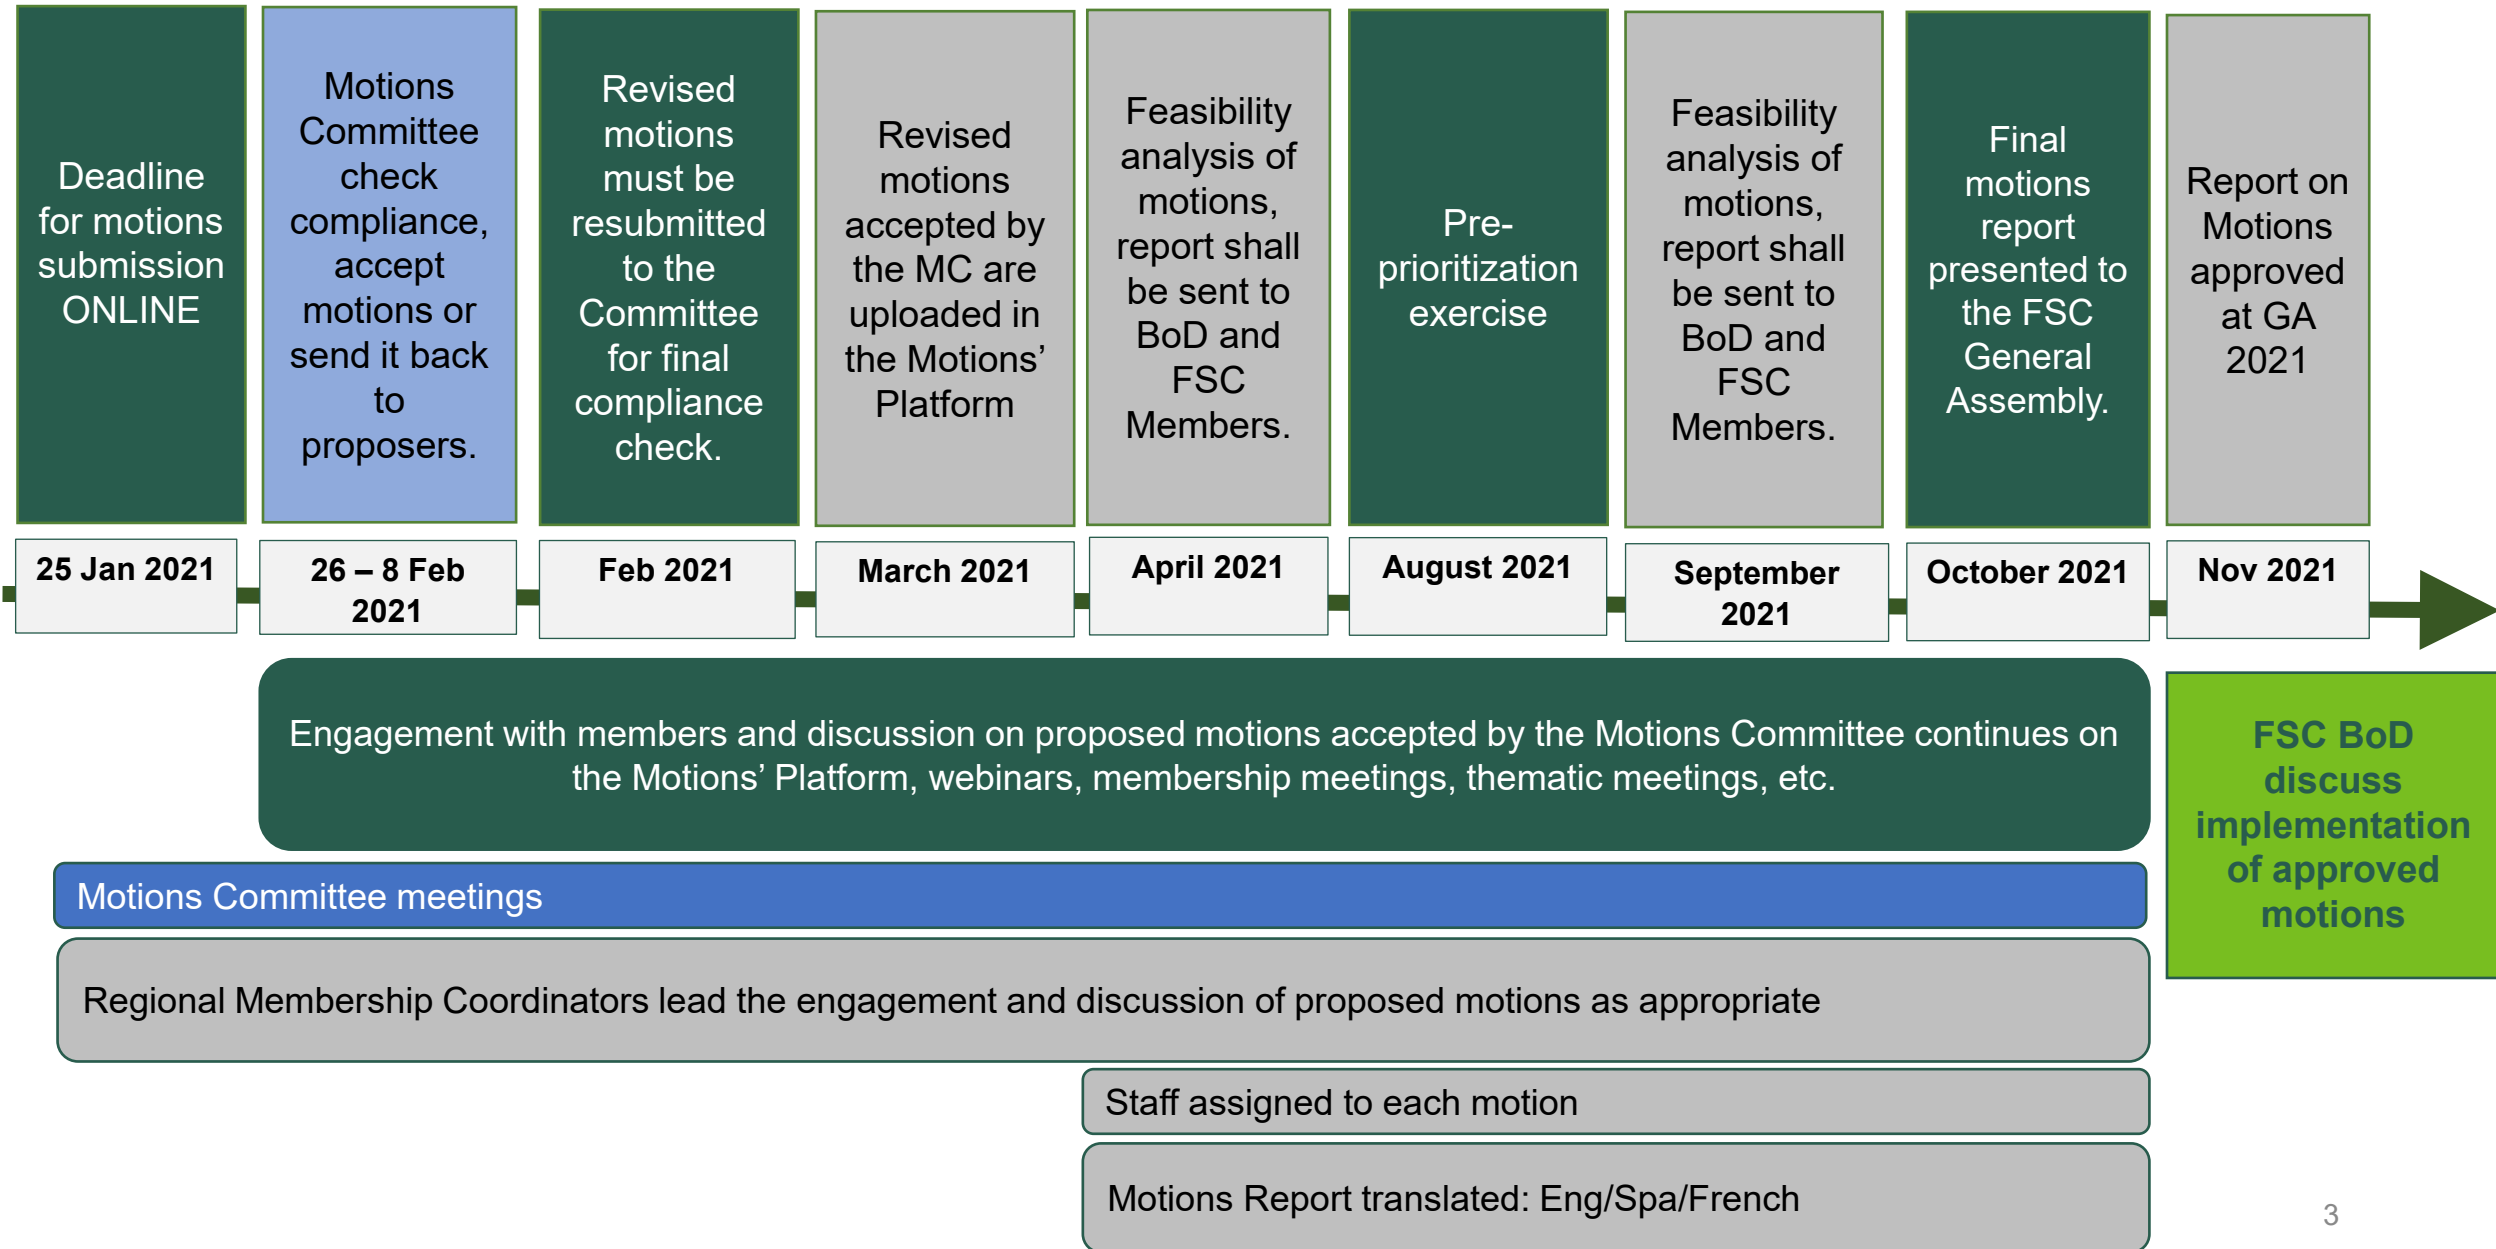 Deadline
for motions
submission
ONLINE
Motions
Committee
check
compliance,
accept
motions or
send it back
to
proposers.
Revised
motions
must be
resubmitted
to the
Committee
for final
compliance
check.
Revised
motions
accepted by
the MC are
uploaded in
the Motions’
Platform
Feasibility
analysis of
motions,
report shall
be sent to
BoD and
FSC
Members.
Pre-
prioritization
exercise
Feasibility
analysis of
motions,
report shall
be sent to
BoD and
FSC
Members.
Final
motions
report
presented to
the FSC
General
Assembly.
Report on
Motions
approved
at GA
2021
25 Jan 2021
26 – 8 Feb
2021
Feb 2021
March 2021
April 2021
August 2021
September
2021
October 2021
Nov 2021
Engagement with members and discussion on proposed motions accepted by the Motions Committee continues on
the Motions’ Platform, webinars, membership meetings, thematic meetings, etc.
FSC BoD
discuss
implementation
of approved
motions
Motions Committee meetings
Regional Membership Coordinators lead the engagement and discussion of proposed motions as appropriate
Staff assigned to each motion
Motions Report translated: Eng/Spa/French
3